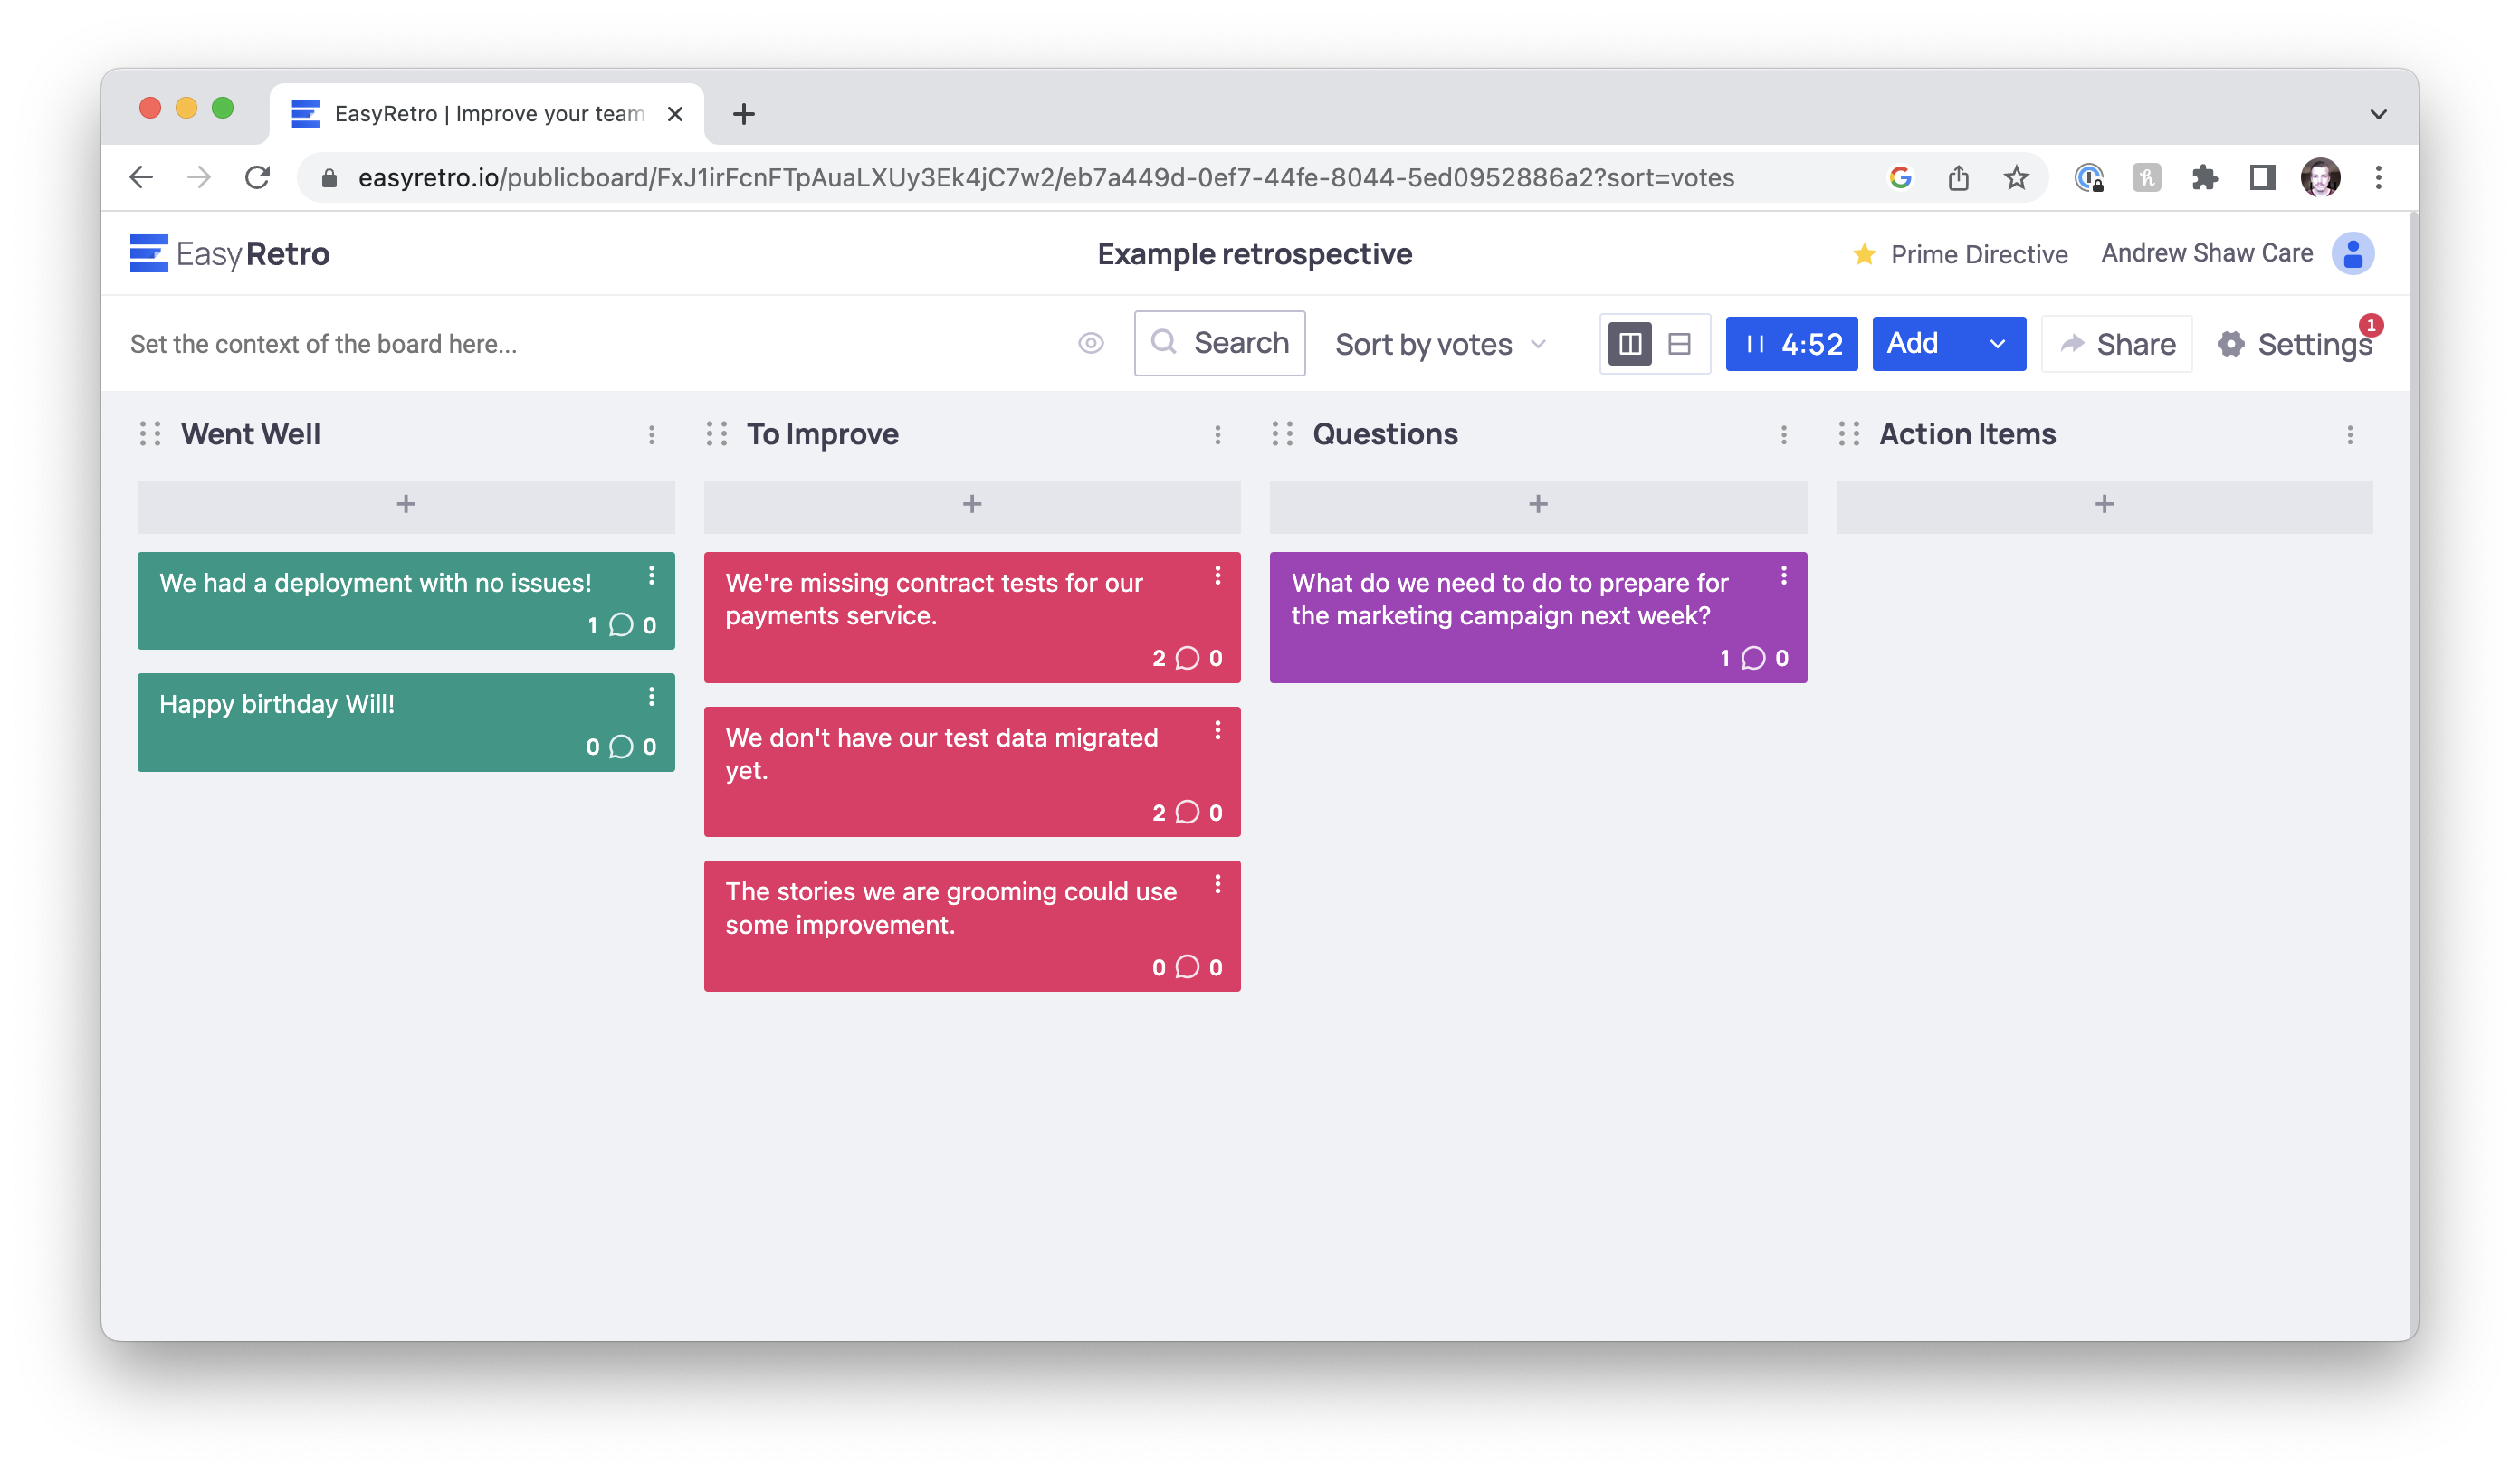 EasyRetro | Improve your team
easyretro.io/publicboard/FxJ1irFcnFTpAuaLXUy3Ek4jC7w2/eb7a449d-0ef7-44fe-8044-5ed0952886a2?sort=votes
EasyRetro
Example retrospective
Prime Directive
Andrew Shaw Care
Set the context of the board here...
Search
Sort by votes
4:52
Add
Share
Settings
1
Went Well
To Improve
Questions
Action Items
+
+
+
+
We had a deployment with no issues!
1 0
Happy birthday Will!
0 0
We're missing contract tests for our
payments service.
2 0
We don't have our test data migrated
yet.
2 0
The stories we are grooming could use
some improvement.
0 0
What do we need to do to prepare for
the marketing campaign next week?
1 0